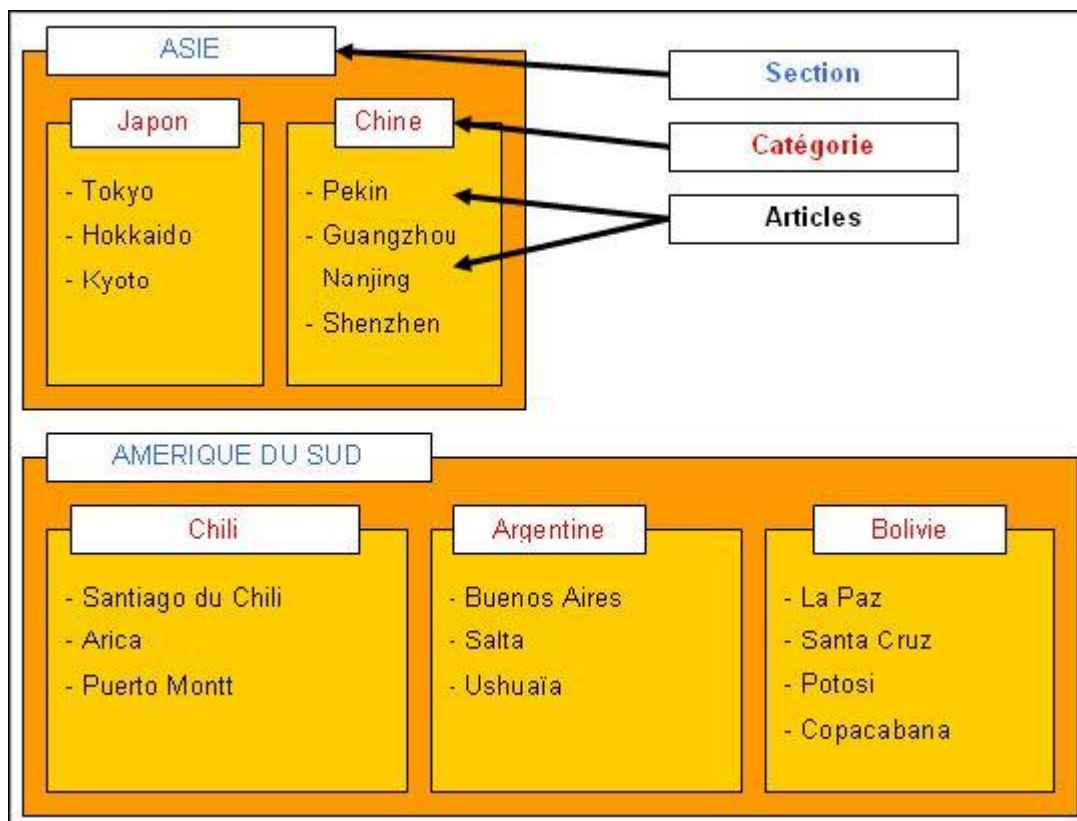 ASIE
Section
Japon
Chine
Catégorie
- Tokyo
- Hokkaido
- Kyoto
- Pekin
- Guangzhou
Nanjing
- Shenzhen
Articles
AMERIQUE DU SUD
Chili
- Santiago du Chili
- Arica
- Puerto Montt
Argentine
- Buenos Aires
- Salta
- Ushuaïa
Bolivie
- La Paz
- Santa Cruz
- Potosi
- Copacabana